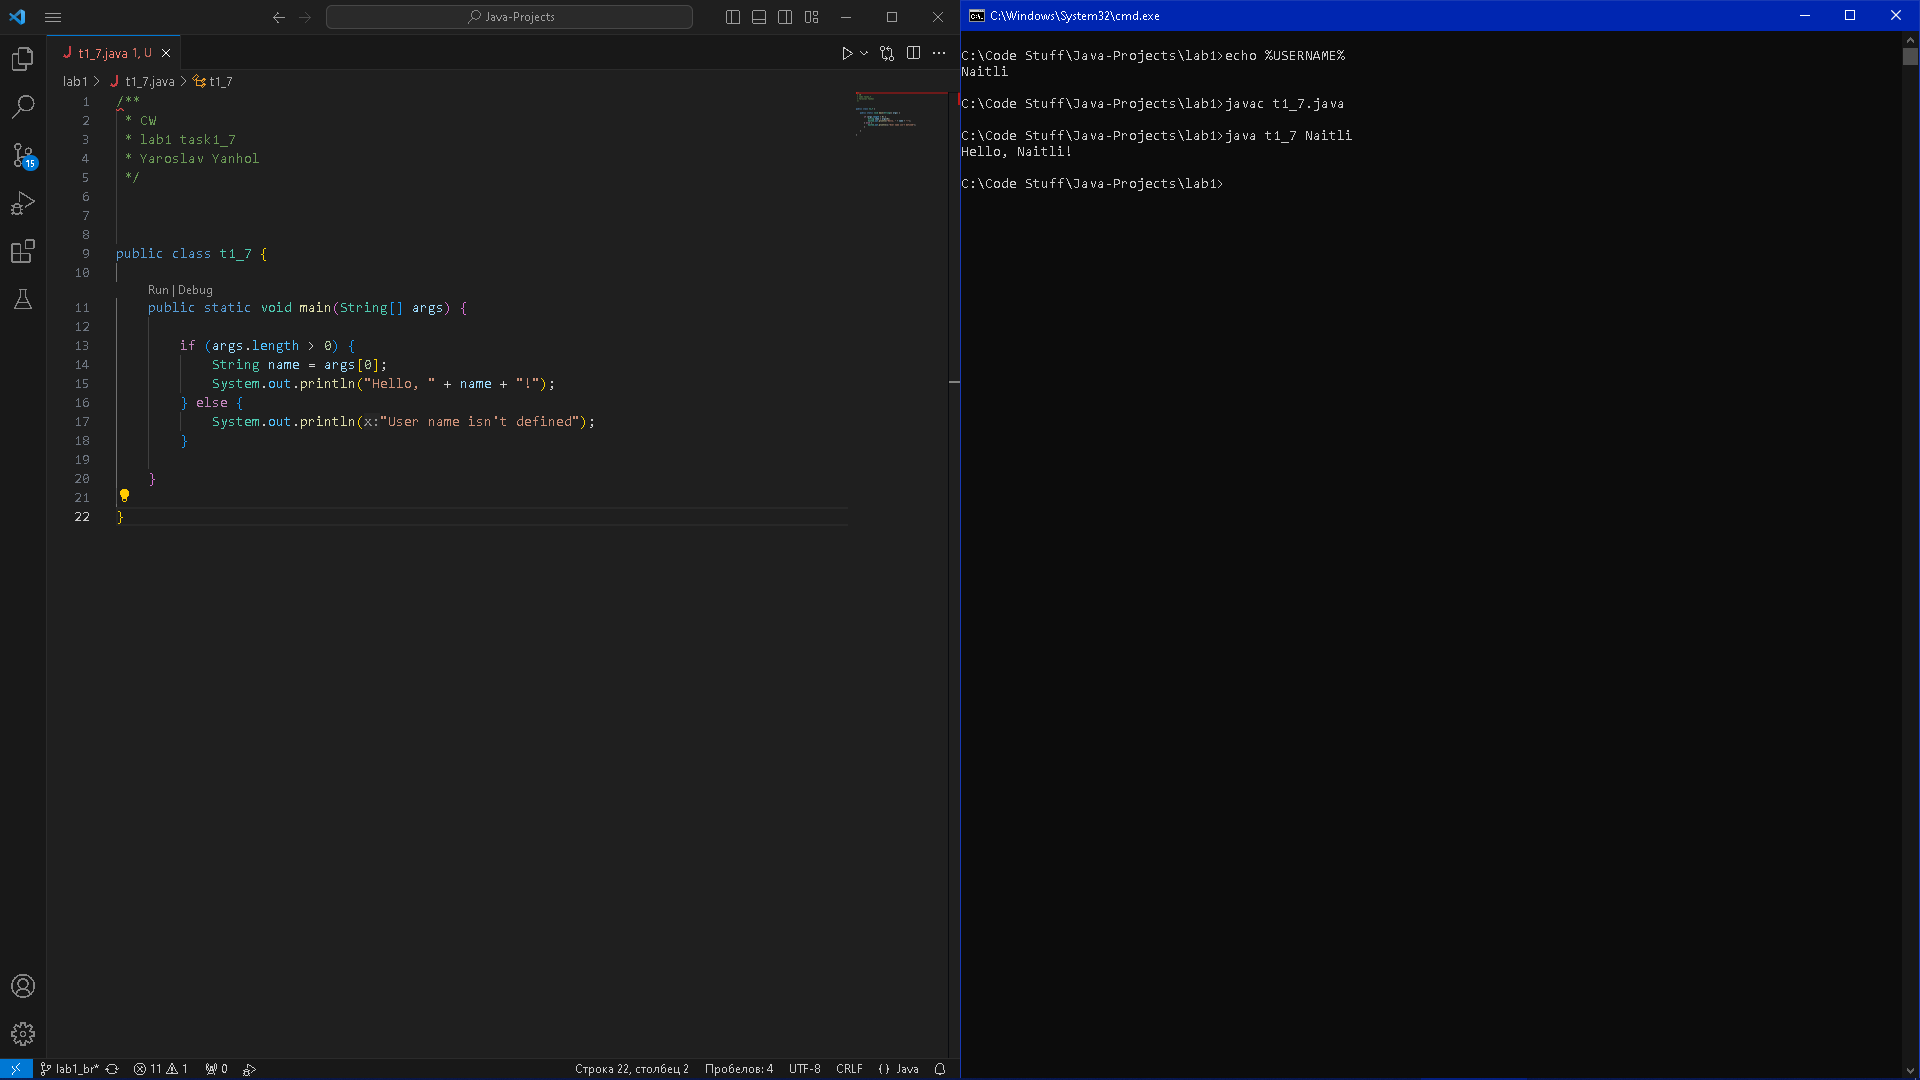 Java-Projects
t1_7.java 1, U
lab1 > t1_7.java > t1_7
1 /**
2 * CW
3 * lab1 task1_7
4 * Yaroslav Yanhol
5 */
6
7
8
9 public class t1_7 {
10
Run | Debug
11 public static void main(String[] args) {
12
13 if (args.length > 0) {
14 String name = args[0];
15 System.out.println("Hello, " + name + "!");
16 } else {
17 System.out.println(x:"User name isn't defined");
18 }
19
20 }
21
22 }
15
lab1_br* 11 1 0 Строка 22, столбец 2 Пробелов: 4 UTF-8 CRLF {} Java
C:\Windows\System32\cmd.exe
C:\Code Stuff\Java-Projects\lab1>echo %USERNAME%
Naitli
C:\Code Stuff\Java-Projects\lab1>javac t1_7.java
C:\Code Stuff\Java-Projects\lab1>java t1_7 Naitli
Hello, Naitli!
C:\Code Stuff\Java-Projects\lab1>